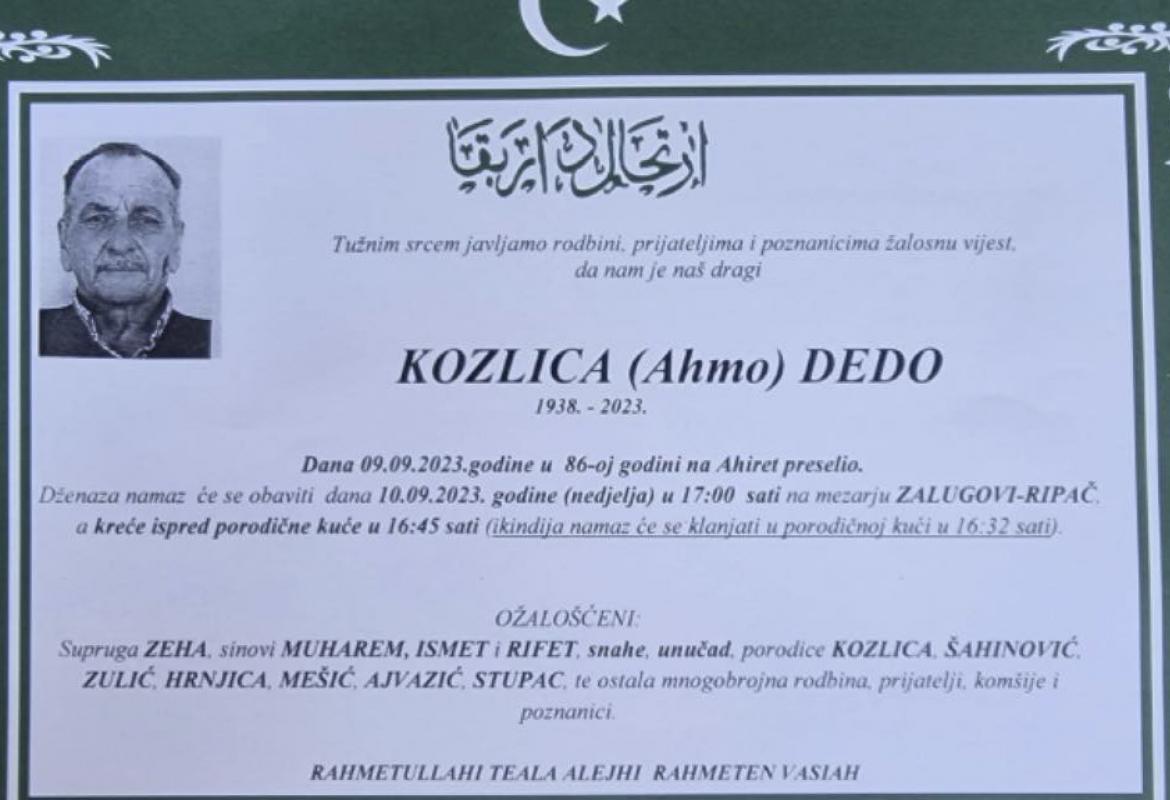 ارتحال دار بقا
Tužnim srcem javljamo rodbini, prijateljima i poznanicima žalosnu vijest,
da nam je naš dragi
KOZLICA (Ahmo) DEDO
1938. - 2023.
Dana 09.09.2023.godine u 86-oj godini na Ahiret preselio.
Dženaza namaz će se obaviti dana 10.09.2023. godine (nedjelja) u 17:00 sati na mezarju ZALUGOVI-RIPAČ,
a kreće ispred porodične kuće u 16:45 sati (ikindija namaz će se klanjati u porodičnoj kući u 16:32 sati).
OŽALOŠĆENI:
Supruga ZEHA, sinovi MUHAREM, ISMET i RIFET, snahe, unučad, porodice KOZLICA, ŠAHINOVIĆ,
ZULIĆ, HRNJICA, MEŠIĆ, AJVAZIĆ, STUPAC, te ostala mnogobrojna rodbina, prijatelji, komšije i
poznanici.
RAHMETULLAHI TEALA ALEJHI RAHMETEN VASIAH